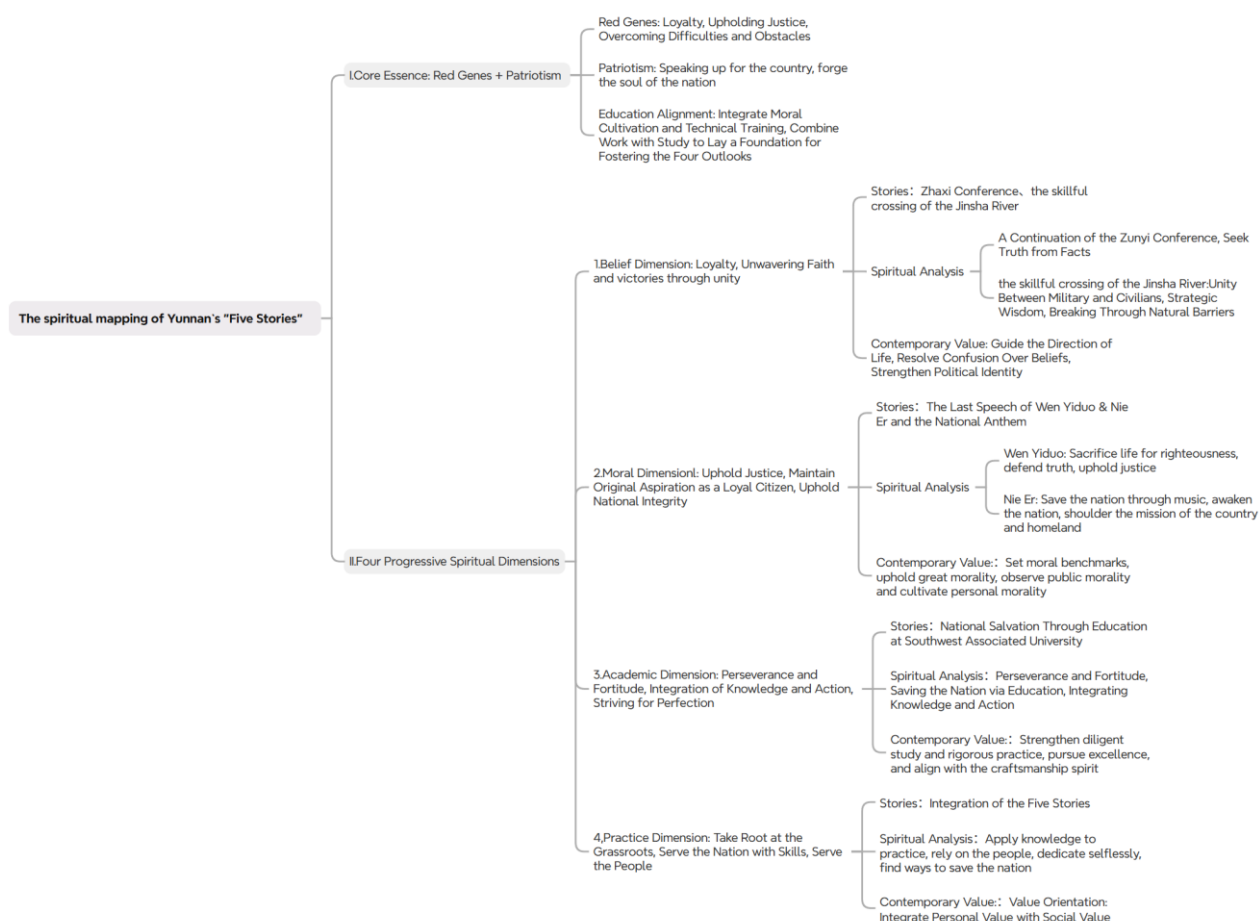 The spiritual mapping of Yunnan's "Five Stories"
I.Core Essence: Red Genes + Patriotism
Red Genes: Loyalty, Upholding Justice,
Overcoming Difficulties and Obstacles
Patriotism: Speaking up for the country, forge
the soul of the nation
Education Alignment: Integrate Moral
Cultivation and Technical Training, Combine
Work with Study to Lay a Foundation for
Fostering the Four Outlooks
II.Four Progressive Spiritual Dimensions
1.Belief Dimension: Loyalty, Unwavering Faith
and victories through unity
Stories：Zhaxi Conference、the skillful
crossing of the Jinsha River
Spiritual Analysis
A Continuation of the Zunyi Conference, Seek
Truth from Facts
the skillful crossing of the Jinsha River:Unity
Between Military and Civilians, Strategic
Wisdom, Breaking Through Natural Barriers
Contemporary Value: Guide the Direction of
Life, Resolve Confusion Over Beliefs,
Strengthen Political Identity
2.Moral Dimensionl: Uphold Justice, Maintain
Original Aspiration as a Loyal Citizen, Uphold
National Integrity
Stories：The Last Speech of Wen Yiduo & Nie
Er and the National Anthem
Spiritual Analysis
Wen Yiduo: Sacrifice life for righteousness,
defend truth, uphold justice
Nie Er: Save the nation through music, awaken
the nation, shoulder the mission of the country
and homeland
Contemporary Value:：Set moral benchmarks,
uphold great morality, observe public morality
and cultivate personal morality
3.Academic Dimension: Perseverance and
Fortitude, Integration of Knowledge and Action,
Striving for Perfection
Stories：National Salvation Through Education
at Southwest Associated University
Spiritual Analysis：Perseverance and Fortitude,
Saving the Nation via Education, Integrating
Knowledge and Action
Contemporary Value:：Strengthen diligent
study and rigorous practice, pursue excellence,
and align with the craftsmanship spirit
4,Practice Dimension: Take Root at the
Grassroots, Serve the Nation with Skills, Serve
the People
Stories：Integration of the Five Stories
Spiritual Analysis：Apply knowledge to
practice, rely on the people, dedicate selflessly,
find ways to save the nation
Contemporary Value:：Value Orientation:
Integrate Personal Value with Social Value